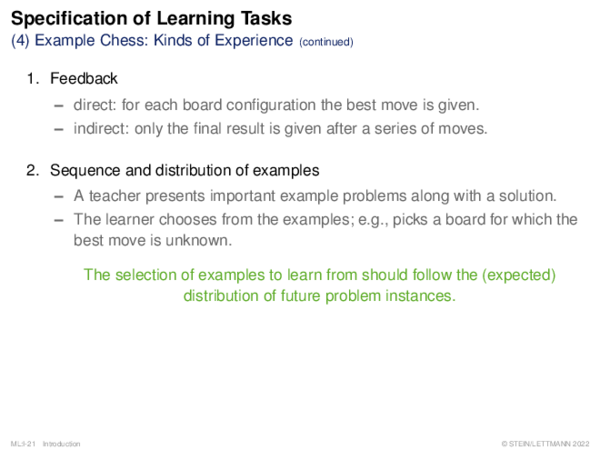 Specification of Learning Tasks
(4) Example Chess: Kinds of Experience (continued)
1. Feedback
– direct: for each board configuration the best move is given.
– indirect: only the final result is given after a series of moves.
2. Sequence and distribution of examples
– A teacher presents important example problems along with a solution.
– The learner chooses from the examples; e.g., picks a board for which the
best move is unknown.
The selection of examples to learn from should follow the (expected)
distribution of future problem instances.
ML:I-21 Introduction
© STEIN/LETTMANN 2022